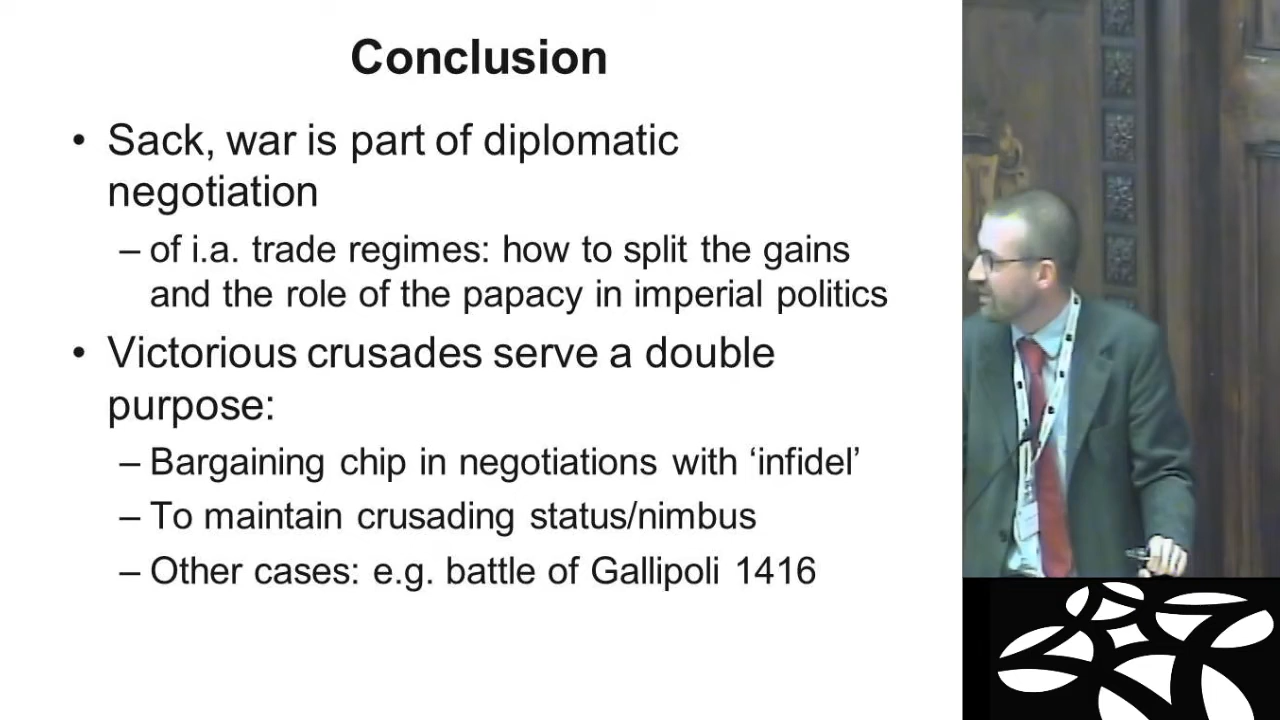 Conclusion
• Sack, war is part of diplomatic
negotiation
– of i.a. trade regimes: how to split the gains
and the role of the papacy in imperial politics
• Victorious crusades serve a double
purpose:
– Bargaining chip in negotiations with ‘infidel’
– To maintain crusading status/nimbus
– Other cases: e.g. battle of Gallipoli 1416